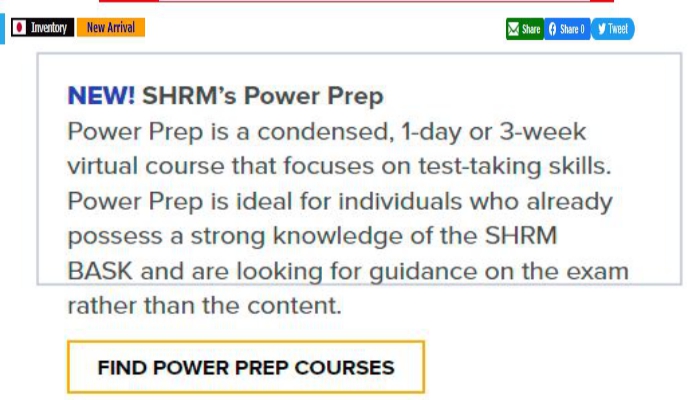 Inventory New Arrival Share Share 0 Tweet
NEW! SHRM's Power Prep
Power Prep is a condensed, 1-day or 3-week
virtual course that focuses on test-taking skills.
Power Prep is ideal for individuals who already
possess a strong knowledge of the SHRM
BASK and are looking for guidance on the exam
rather than the content.
FIND POWER PREP COURSES